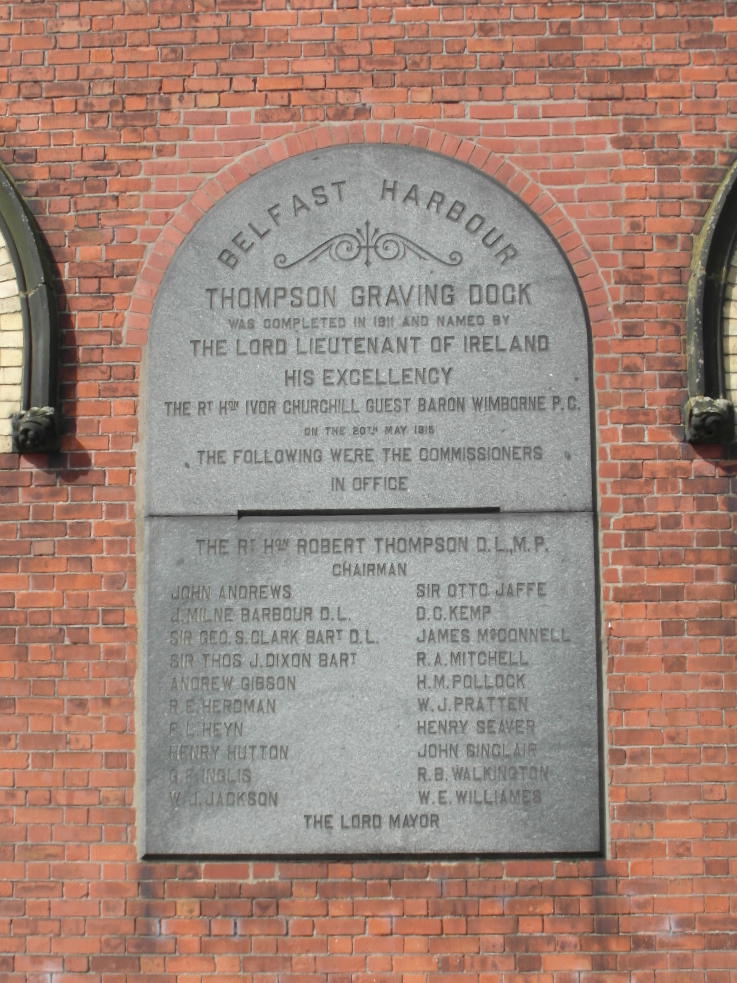 BELFAST HARBOUR
THOMPSON GRAVING DOCK
WAS COMPLETED IN 1911 AND NAMED BY
THE LORD LIEUTENANT OF IRELAND
HIS EXCELLENCY
THE RT HON IVOR CHURCHILL GUEST BARON WIMBORNE P.C.
ON THE 20TH MAY 1915
THE FOLLOWING WERE THE COMMISSIONERS
IN OFFICE
THE RT HON ROBERT THOMPSON D.L., M.P.
CHAIRMAN
JOHN ANDREWS
J. MILNE BARBOUR D.L.
SIR GEO. S. CLARK BART D.L.
SIR THOS J. DIXON BART
ANDREW GIBSON
R. E. HERDMAN
F. L. HEYN
HENRY HUTTON
G. F. INGLIS
W. J. JACKSON
SIR OTTO JAFFE
D. C. KEMP
JAMES McDONNELL
R. A. MITCHELL
H. M. POLLOCK
W. J. PRATTEN
HENRY SEAVER
JOHN SINCLAIR
R. B. WALKINGTON
W. E. WILLIAMES
THE LORD MAYOR